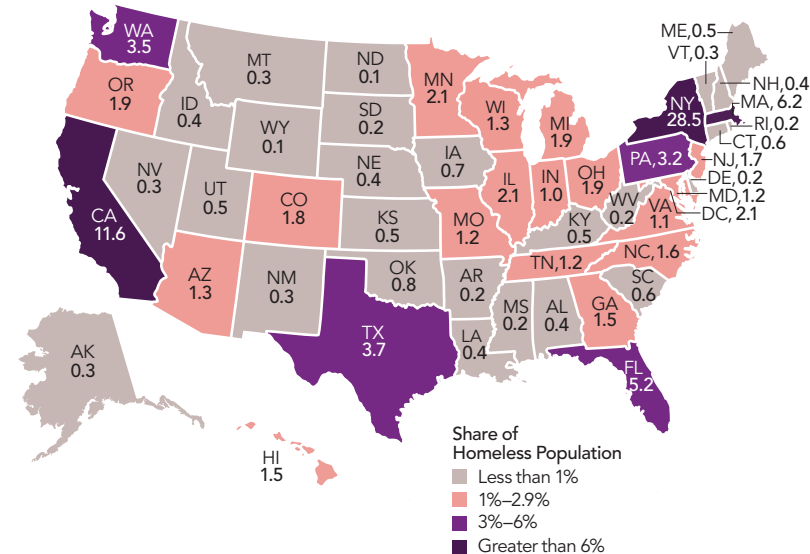 WA
3.5
OR
1.9
CA
11.6
ID
0.4
NV
0.3
MT
0.3
WY
0.1
UT
0.5
AZ
1.3
CO
1.8
NM
0.3
ND
0.1
SD
0.2
NE
0.4
KS
0.5
OK
0.8
TX
3.7
MN
2.1
IA
0.7
MO
1.2
AR
0.2
LA
0.4
WI
1.3
IL
2.1
MI
1.9
IN
1.0
OH
1.9
KY
0.5
TN,1.2
MS
0.2
AL
0.4
GA
1.5
FL
5.2
SC
0.6
NC,1.6
VA
1.1
WV
0.2
PA,3.2
NY
28.5
ME,0.5
VT,0.3
NH,0.4
MA, 6.2
RI,0.2
CT, 0.6
NJ,1.7
DE, 0.2
MD, 1.2
DC, 2.1
AK
0.3
HI
1.5
Share of
Homeless Population
Less than 1%
1%–2.9%
3%–6%
Greater than 6%